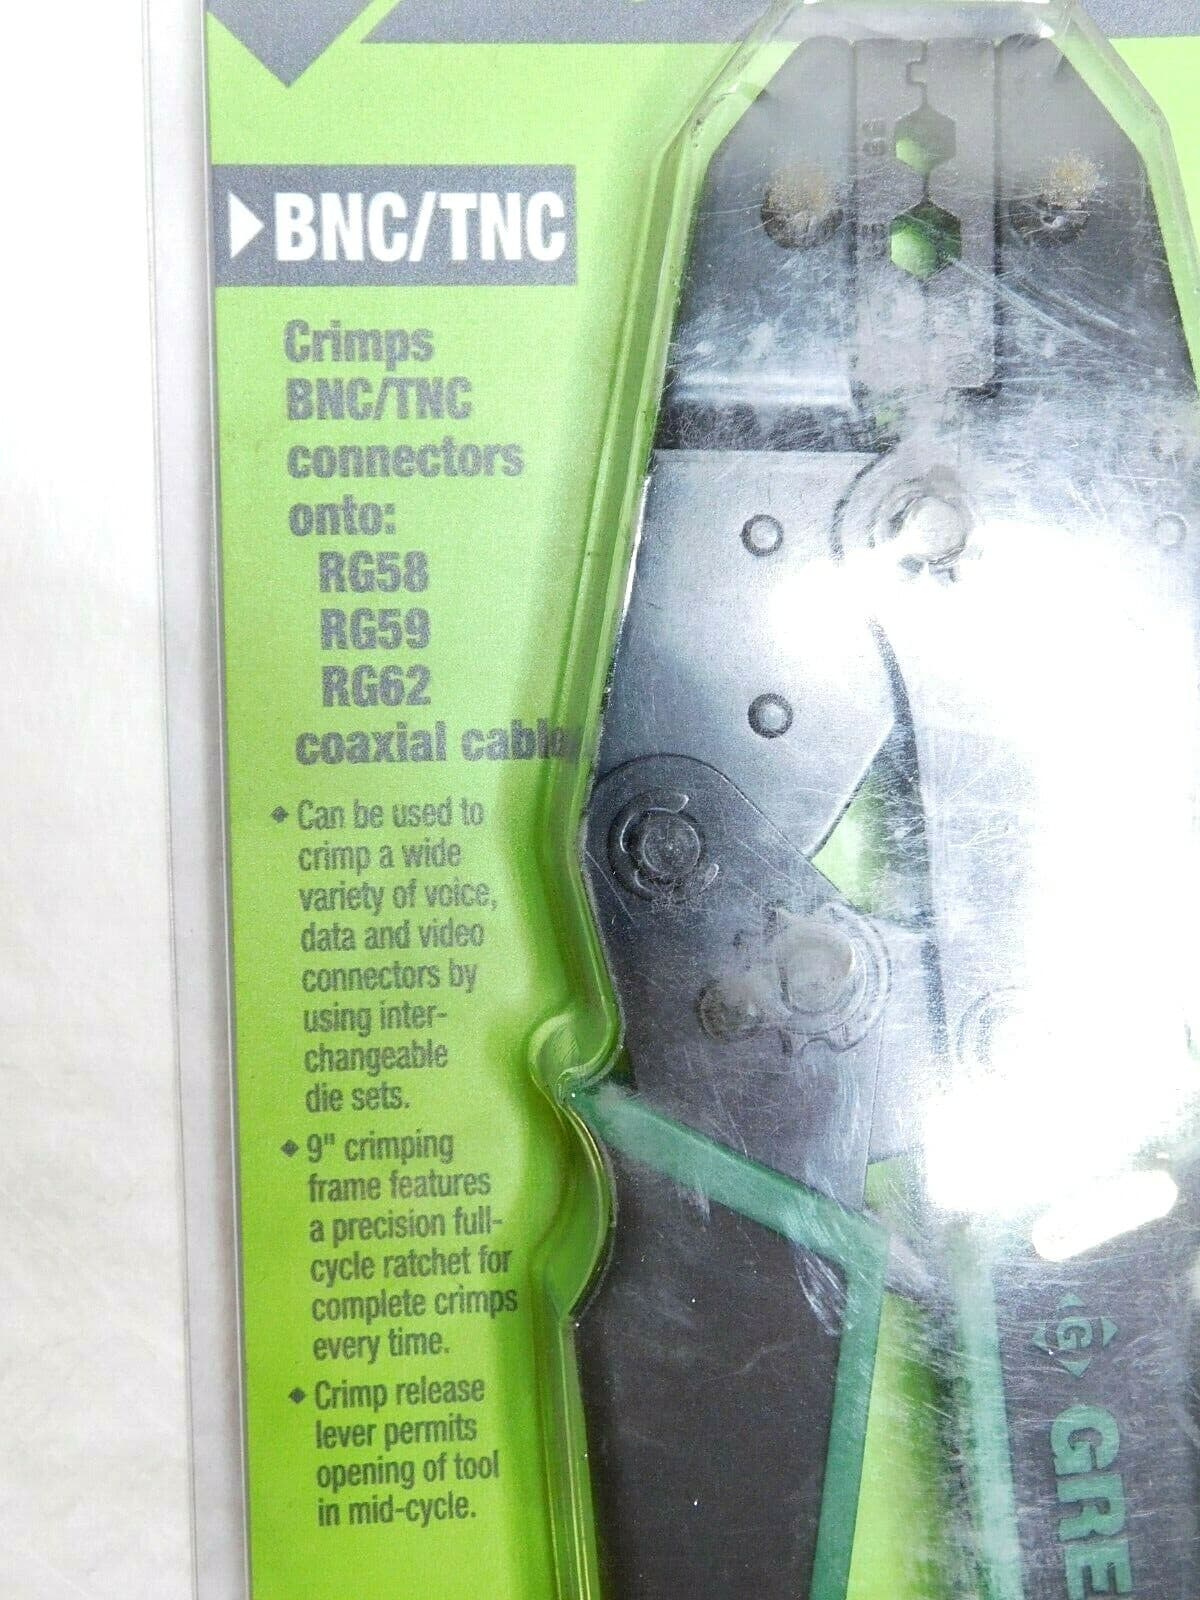 BNC/TNC
Crimps
BNC/TNC
connectors
onto:
RG58
RG59
RG62
coaxial cable
◆ Can be used to
crimp a wide
variety of voice,
data and video
connectors by
using inter-
changeable
die sets.
◆ 9" crimping
frame features
a precision full-
cycle ratchet for
complete crimps
every time.
◆ Crimp release
lever permits
opening of tool
in mid-cycle.
G GRE